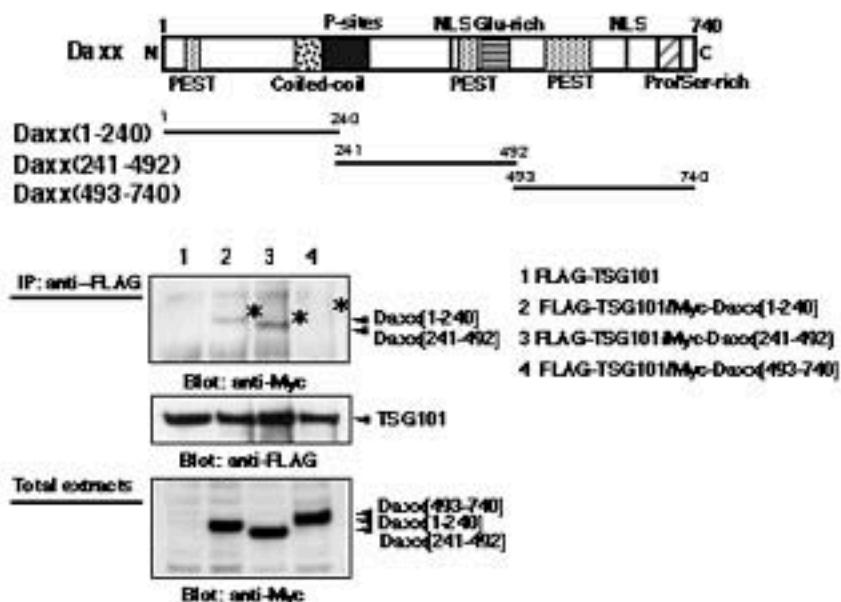 1 P-sites NLS Glu-rich NLS 740
Daxx N C
PEST Coiled-coil PEST PEST Pro/Ser-rich
Daxx(1-240) 1 240
Daxx(241-492) 241 492
Daxx(493-740) 493 740
1 2 3 4
IP: anti-FLAG
* * *
Daxx[1-240]
Daxx[241-492]
Blot: anti-Myc
1 FLAG-TSG101
2 FLAG-TSG101/Myc-Daxx[1-240]
3 FLAG-TSG101/Myc-Daxx[241-492]
4 FLAG-TSG101/Myc-Daxx[493-740]
TSG101
Blot: anti-FLAG
Total extracts
Daxx[493-740]
Daxx[1-240]
Daxx[241-492]
Blot: anti-Myc